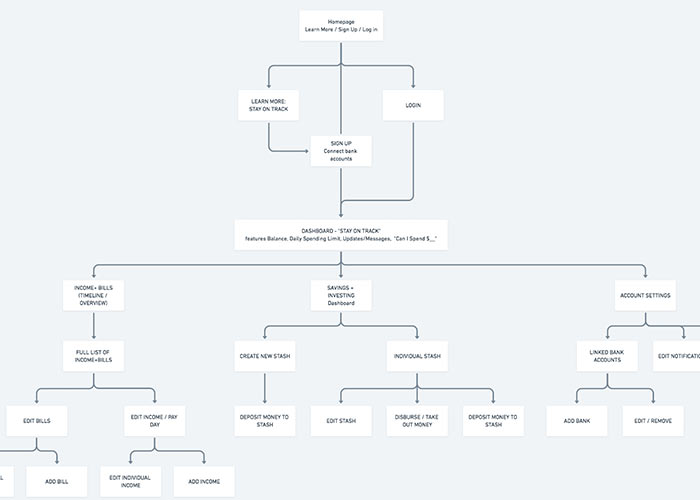 Homepage
Learn More / Sign Up / Log in
LEARN MORE:
STAY ON TRACK
LOGIN
SIGN UP
Connect bank
accounts
DASHBOARD - "STAY ON TRACK"
features Balance, Daily Spending Limit, Updates/Messages, "Can I Spend $__"
INCOME+ BILLS
(TIMELINE /
OVERVIEW)
SAVINGS +
INVESTING
Dashboard
ACCOUNT SETTINGS
FULL LIST OF
INCOME+BILLS
CREATE NEW STASH
INDIVIDUAL STASH
LINKED BANK
ACCOUNTS
EDIT NOTIFICATIO
EDIT BILLS
EDIT INCOME / PAY
DAY
DEPOSIT MONEY TO
STASH
EDIT STASH
DISBURSE / TAKE
OUT MONEY
DEPOSIT MONEY TO
STASH
ADD BANK
EDIT / REMOVE
L
ADD BILL
EDIT INDIVIDUAL
INCOME
ADD INCOME